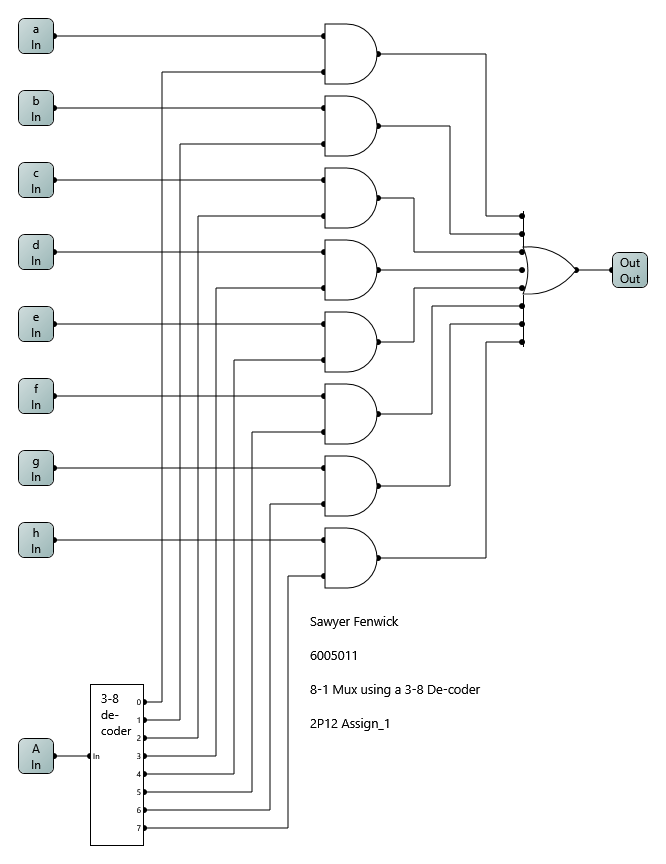 a
In
b
In
c
In
d
In
e
In
f
In
g
In
h
In
Out
Out
Sawyer Fenwick
6005011
8-1 Mux using a 3-8 De-coder
2P12 Assign_1
3-8
de-
coder
0
1
2
3
4
5
6
7
In
A
In